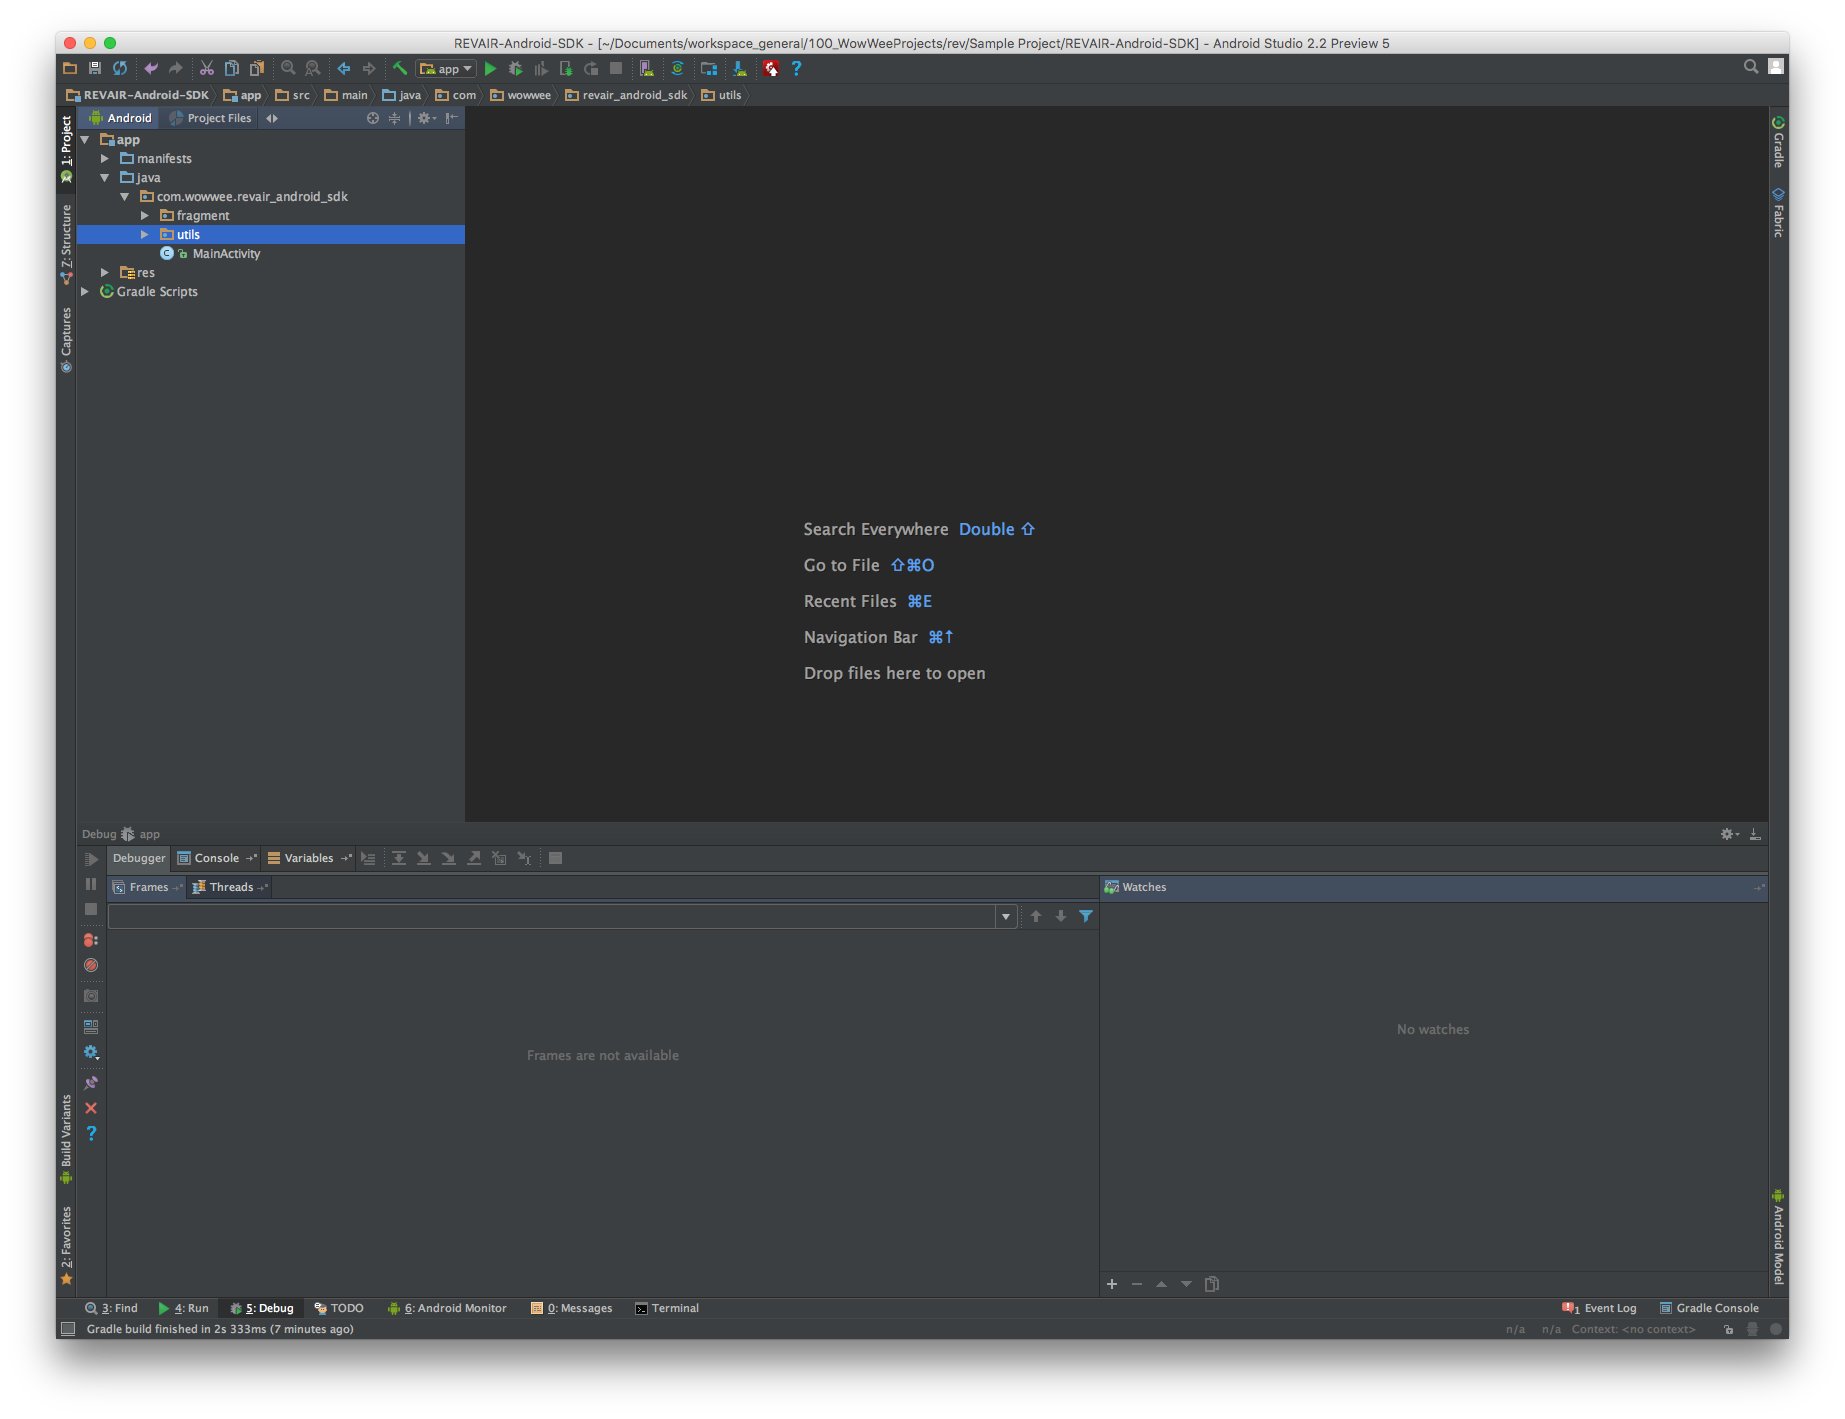 REVAIR-Android-SDK - [~/Documents/workspace_general/100_WowWeeProjects/rev/Sample Project/REVAIR-Android-SDK] - Android Studio 2.2 Preview 5
app
REVAIR-Android-SDK app src main java com wowwee revair_android_sdk utils
Android Project Files
app
manifests
java
com.wowwee.revair_android_sdk
fragment
utils
MainActivity
res
Gradle Scripts
1: Project
Z: Structure
Captures
Build Variants
2: Favorites
Gradle
Fabric
Android Model
Search Everywhere Double ⇧
Go to File ⇧⌘O
Recent Files ⌘E
Navigation Bar ⌘↑
Drop files here to open
Debug app
Debugger Console Variables
Frames Threads
Watches
Frames are not available
No watches
3: Find 4: Run 5: Debug TODO 6: Android Monitor 0: Messages Terminal 1 Event Log Gradle Console
Gradle build finished in 2s 333ms (7 minutes ago) n/a n/a Context: <no context>